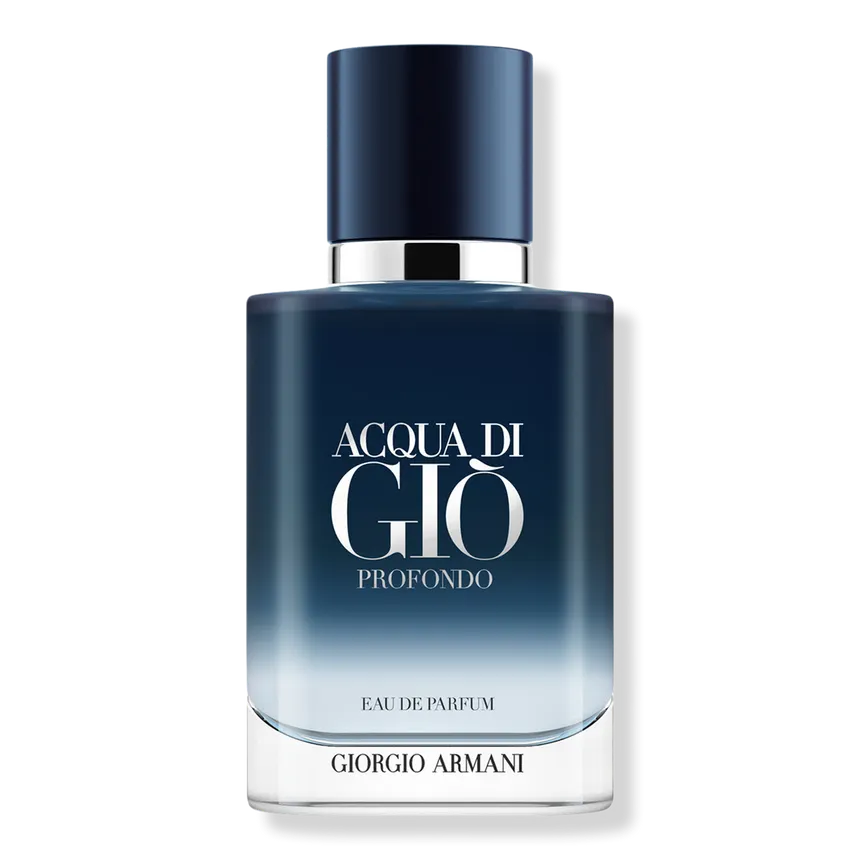 ACQUA DI
GIÒ
PROFONDO
EAU DE PARFUM
GIORGIO ARMANI